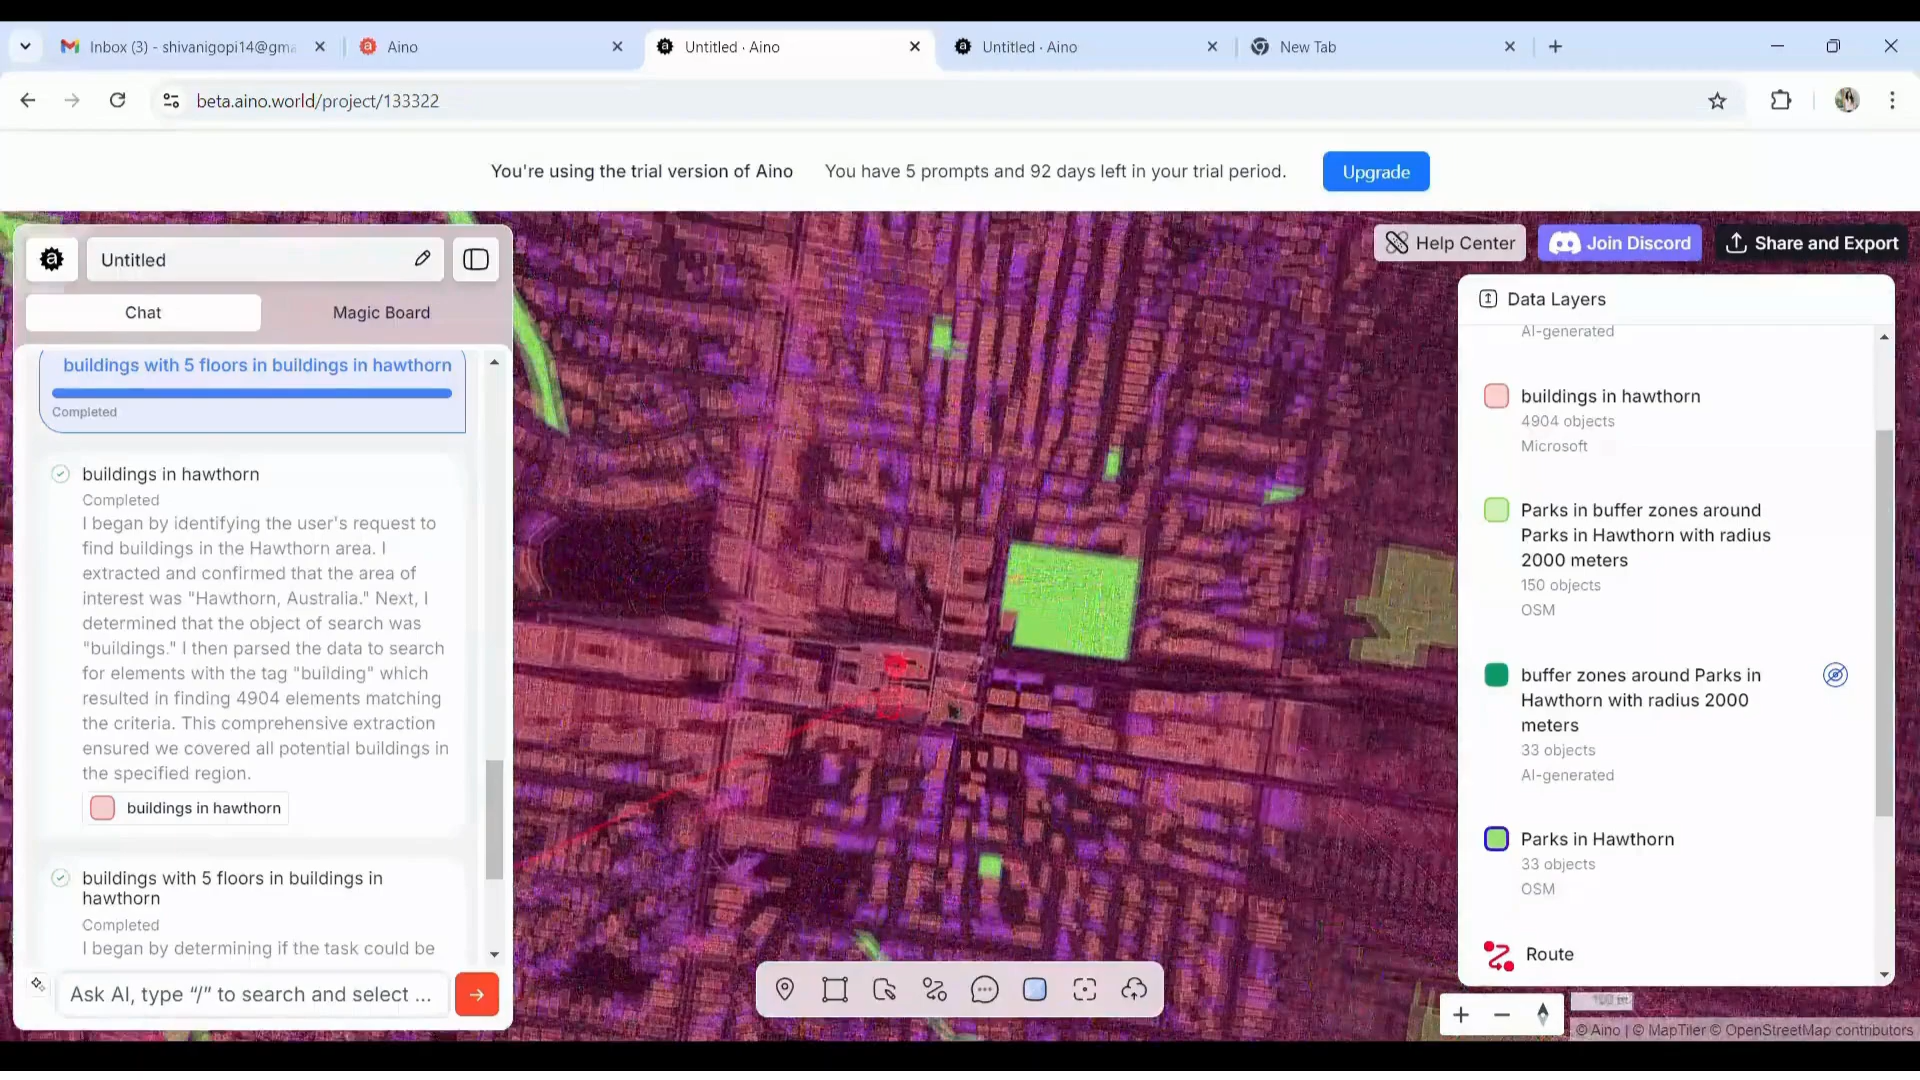 Inbox (3) - shivanigopi14@gma
Aino
Untitled · Aino
Untitled · Aino
New Tab
beta.aino.world/project/133322
You're using the trial version of Aino
You have 5 prompts and 92 days left in your trial period.
Upgrade
Untitled
Help Center
Join Discord
Share and Export
Chat
Magic Board
buildings with 5 floors in buildings in hawthorn
Completed
buildings in hawthorn
Completed
I began by identifying the user's request to
find buildings in the Hawthorn area. I
extracted and confirmed that the area of
interest was "Hawthorn, Australia." Next, I
determined that the object of search was
"buildings." I then parsed the data to search
for elements with the tag "building" which
resulted in finding 4904 elements matching
the criteria. This comprehensive extraction
ensured we covered all potential buildings in
the specified region.
buildings in hawthorn
buildings with 5 floors in buildings in
hawthorn
Completed
I began by determining if the task could be
Ask AI, type “/” to search and select ...
Data Layers
AI-generated
buildings in hawthorn
4904 objects
Microsoft
Parks in buffer zones around
Parks in Hawthorn with radius
2000 meters
150 objects
OSM
buffer zones around Parks in
Hawthorn with radius 2000
meters
33 objects
AI-generated
Parks in Hawthorn
33 objects
OSM
Route
© Aino | © MapTiler © OpenStreetMap contributors